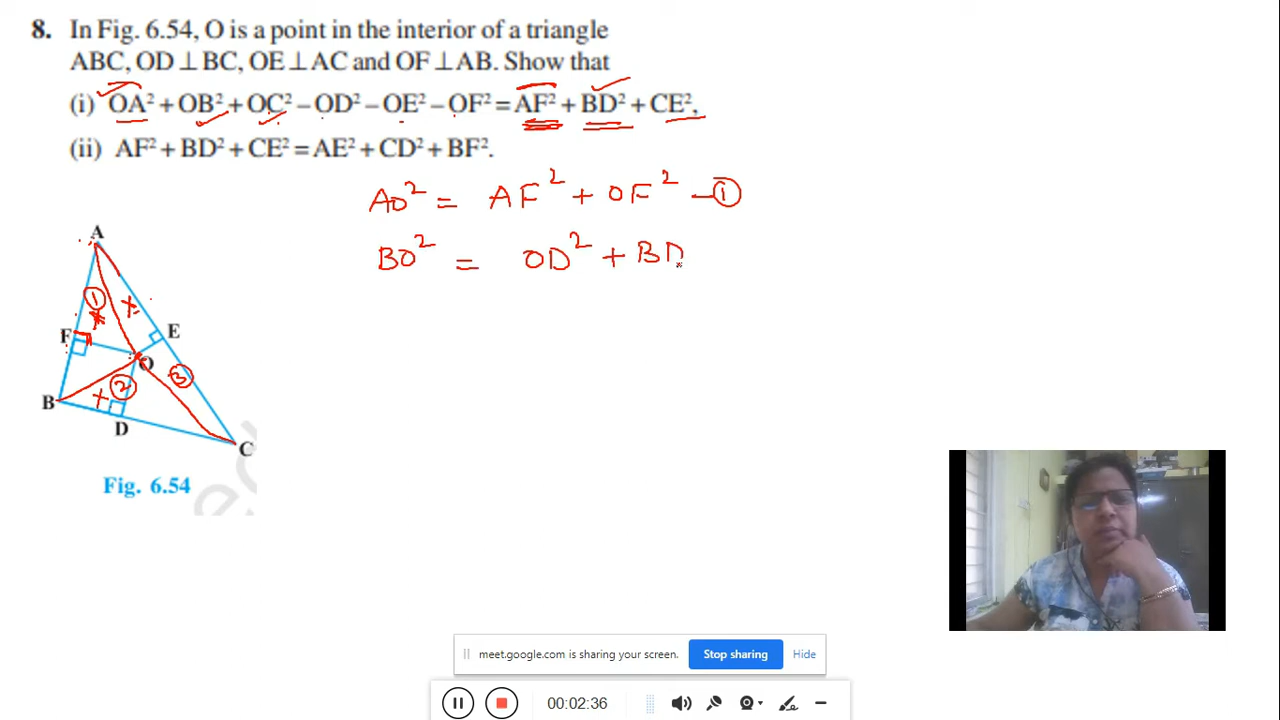 8. In Fig. 6.54, O is a point in the interior of a triangle
ABC, OD ⊥ BC, OE ⊥ AC and OF ⊥ AB. Show that
(i) OA² + OB² + OC² – OD² – OE² – OF² = AF² + BD² + CE²,
(ii) AF² + BD² + CE² = AE² + CD² + BF².
AO² = AF² + OF² – ①
BO² = OD² + BD
A
①
F
E
O
②
③
B
D
C
Fig. 6.54
meet.google.com is sharing your screen. Stop sharing Hide
00:02:36